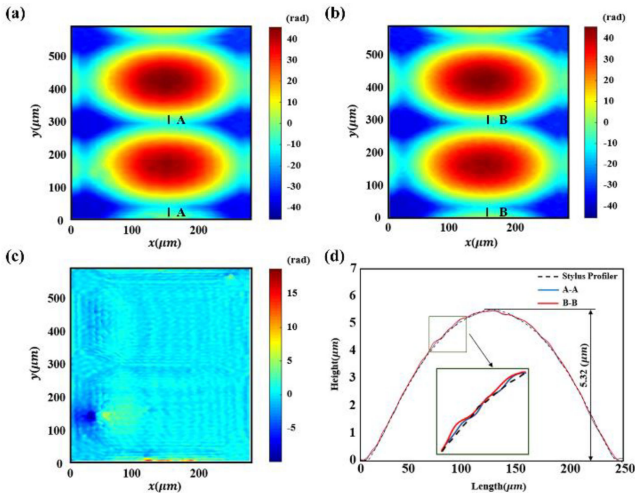 (a)
(rad)
y(μm)
500
400
300
200
100
0
0
100
200
x(μm)
A
A
40
30
20
10
0
-10
-20
-30
-40
(b)
(rad)
y(μm)
500
400
300
200
100
0
0
100
200
x(μm)
B
B
40
30
20
10
0
-10
-20
-30
-40
(c)
(rad)
y(μm)
500
400
300
200
100
0
0
100
200
x(μm)
15
10
5
0
-5
(d)
Height(μm)
7
6
5
4
3
2
1
0
0
50
100
150
200
250
Length(μm)
Stylus Profiler
A-A
B-B
5.32 (μm)